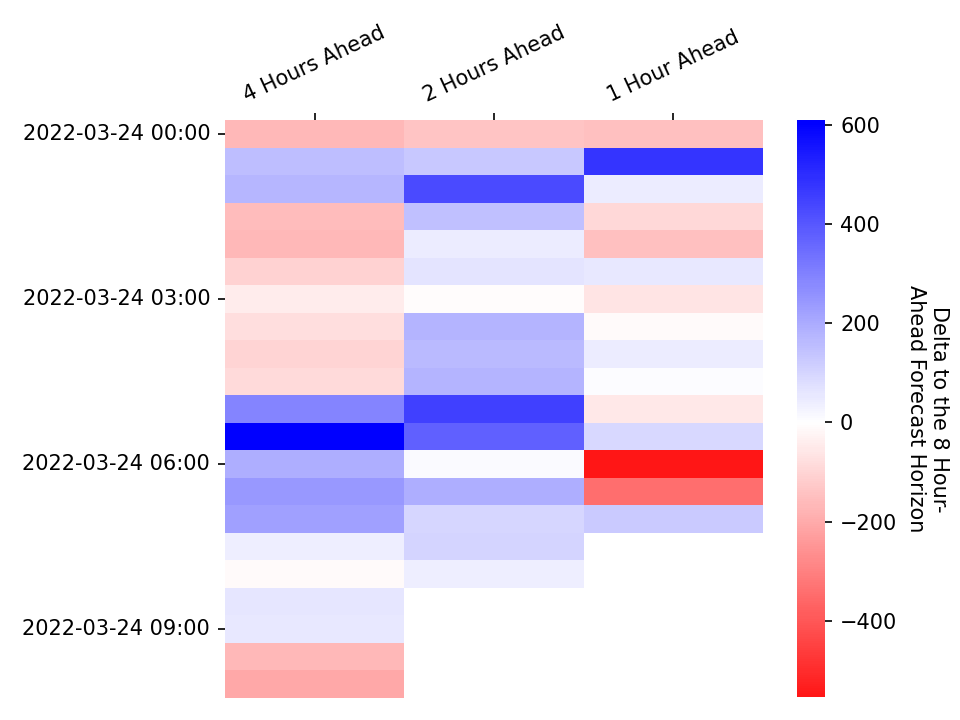 4 Hours Ahead
2 Hours Ahead
1 Hour Ahead
2022-03-24 00:00
2022-03-24 03:00
2022-03-24 06:00
2022-03-24 09:00
600
400
200
0
−200
−400
Delta to the 8 Hour-
Ahead Forecast Horizon